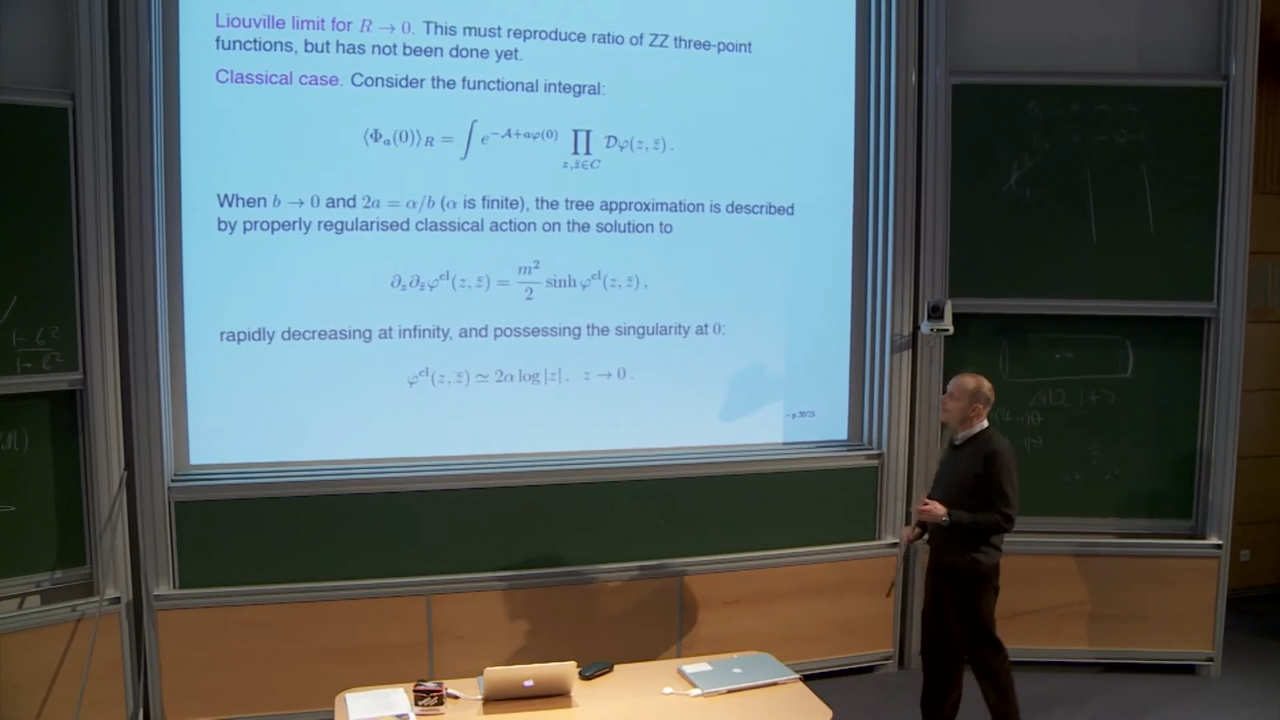 Liouville limit for R → 0. This must reproduce ratio of ZZ three-point
functions, but has not been done yet.
Classical case. Consider the functional integral:
⟨Φ_a(0)⟩_R = ∫ e^{-A+aφ(0)} ∏_{z,z̄∈C} 𝒟φ(z, z̄) .
When b → 0 and 2a = α/b (α is finite), the tree approximation is described
by properly regularised classical action on the solution to
∂_z∂_z̄φ^{cl}(z, z̄) = m²/2 sinh φ^{cl}(z, z̄) ,
rapidly decreasing at infinity, and possessing the singularity at 0:
φ^{cl}(z, z̄) ≃ 2α log |z| , z → 0 .
– p.20/25